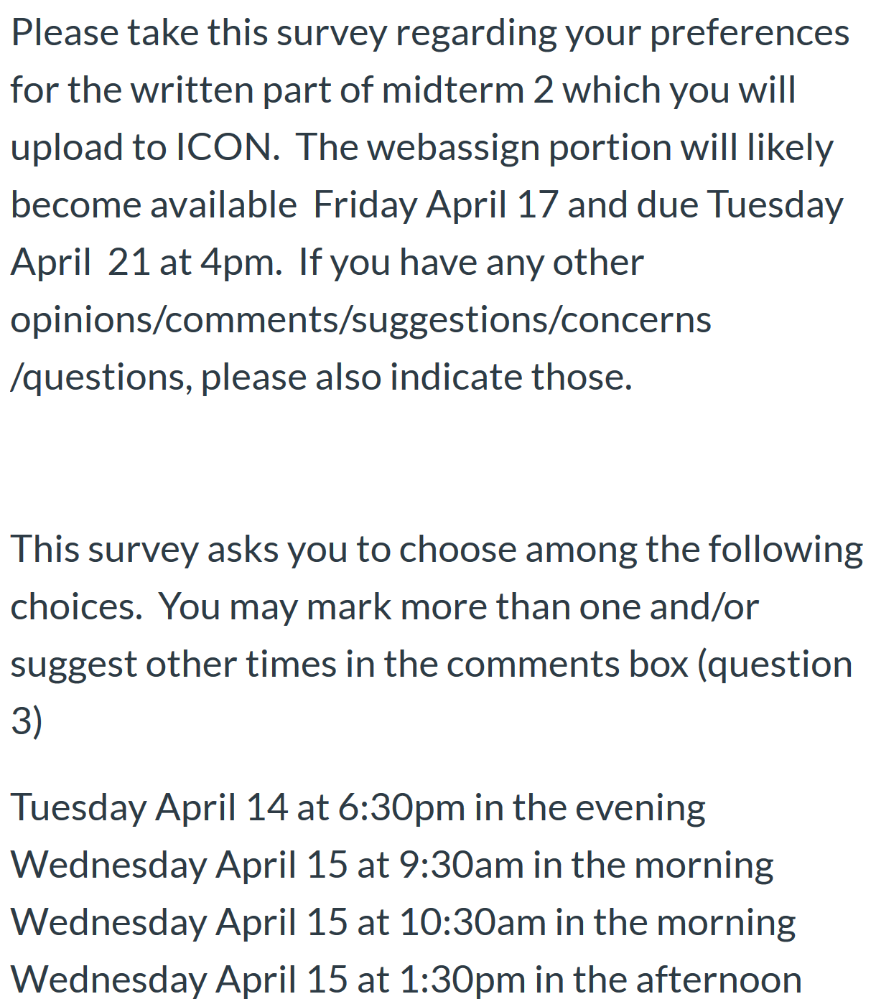 Please take this survey regarding your preferences
for the written part of midterm 2 which you will
upload to ICON.  The webassign portion will likely
become available  Friday April 17 and due Tuesday
April  21 at 4pm.  If you have any other
opinions/comments/suggestions/concerns
/questions, please also indicate those.
This survey asks you to choose among the following
choices.  You may mark more than one and/or
suggest other times in the comments box (question
3)
Tuesday April 14 at 6:30pm in the evening
Wednesday April 15 at 9:30am in the morning
Wednesday April 15 at 10:30am in the morning
Wednesday April 15 at 1:30pm in the afternoon